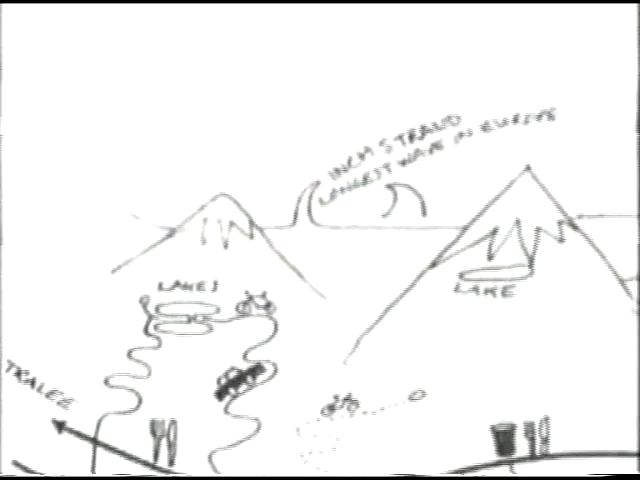 INCH STRAND
LONGEST WAVE IN EUROPE
LAKES
LAKE
TRALEE